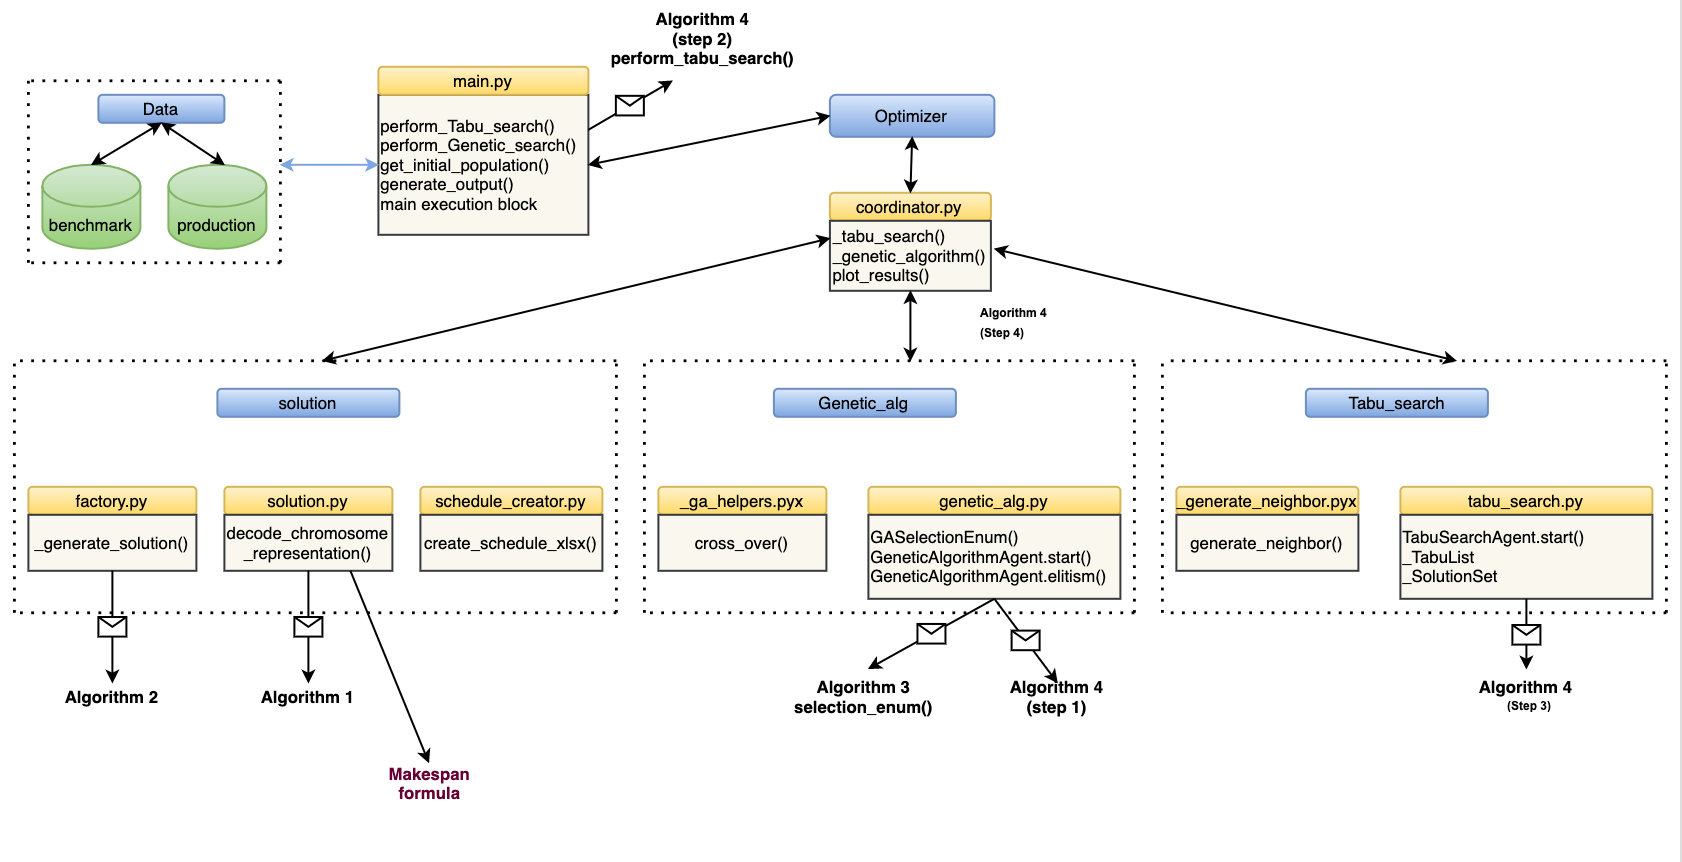 Algorithm 4
(step 2)
perform_tabu_search()
Data
benchmark
production
main.py
perform_Tabu_search()
perform_Genetic_search()
get_initial_population()
generate_output()
main execution block
Optimizer
coordinator.py
_tabu_search()
_genetic_algorithm()
plot_results()
Algorithm 4
(Step 4)
solution
factory.py
_generate_solution()
solution.py
decode_chromosome
_representation()
schedule_creator.py
create_schedule_xlsx()
Algorithm 2
Algorithm 1
Makespan
formula
Genetic_alg
_ga_helpers.pyx
cross_over()
genetic_alg.py
GASelectionEnum()
GeneticAlgorithmAgent.start()
GeneticAlgorithmAgent.elitism()
Algorithm 3
selection_enum()
Algorithm 4
(step 1)
Tabu_search
_generate_neighbor.pyx
generate_neighbor()
tabu_search.py
TabuSearchAgent.start()
_TabuList
_SolutionSet
Algorithm 4
(Step 3)